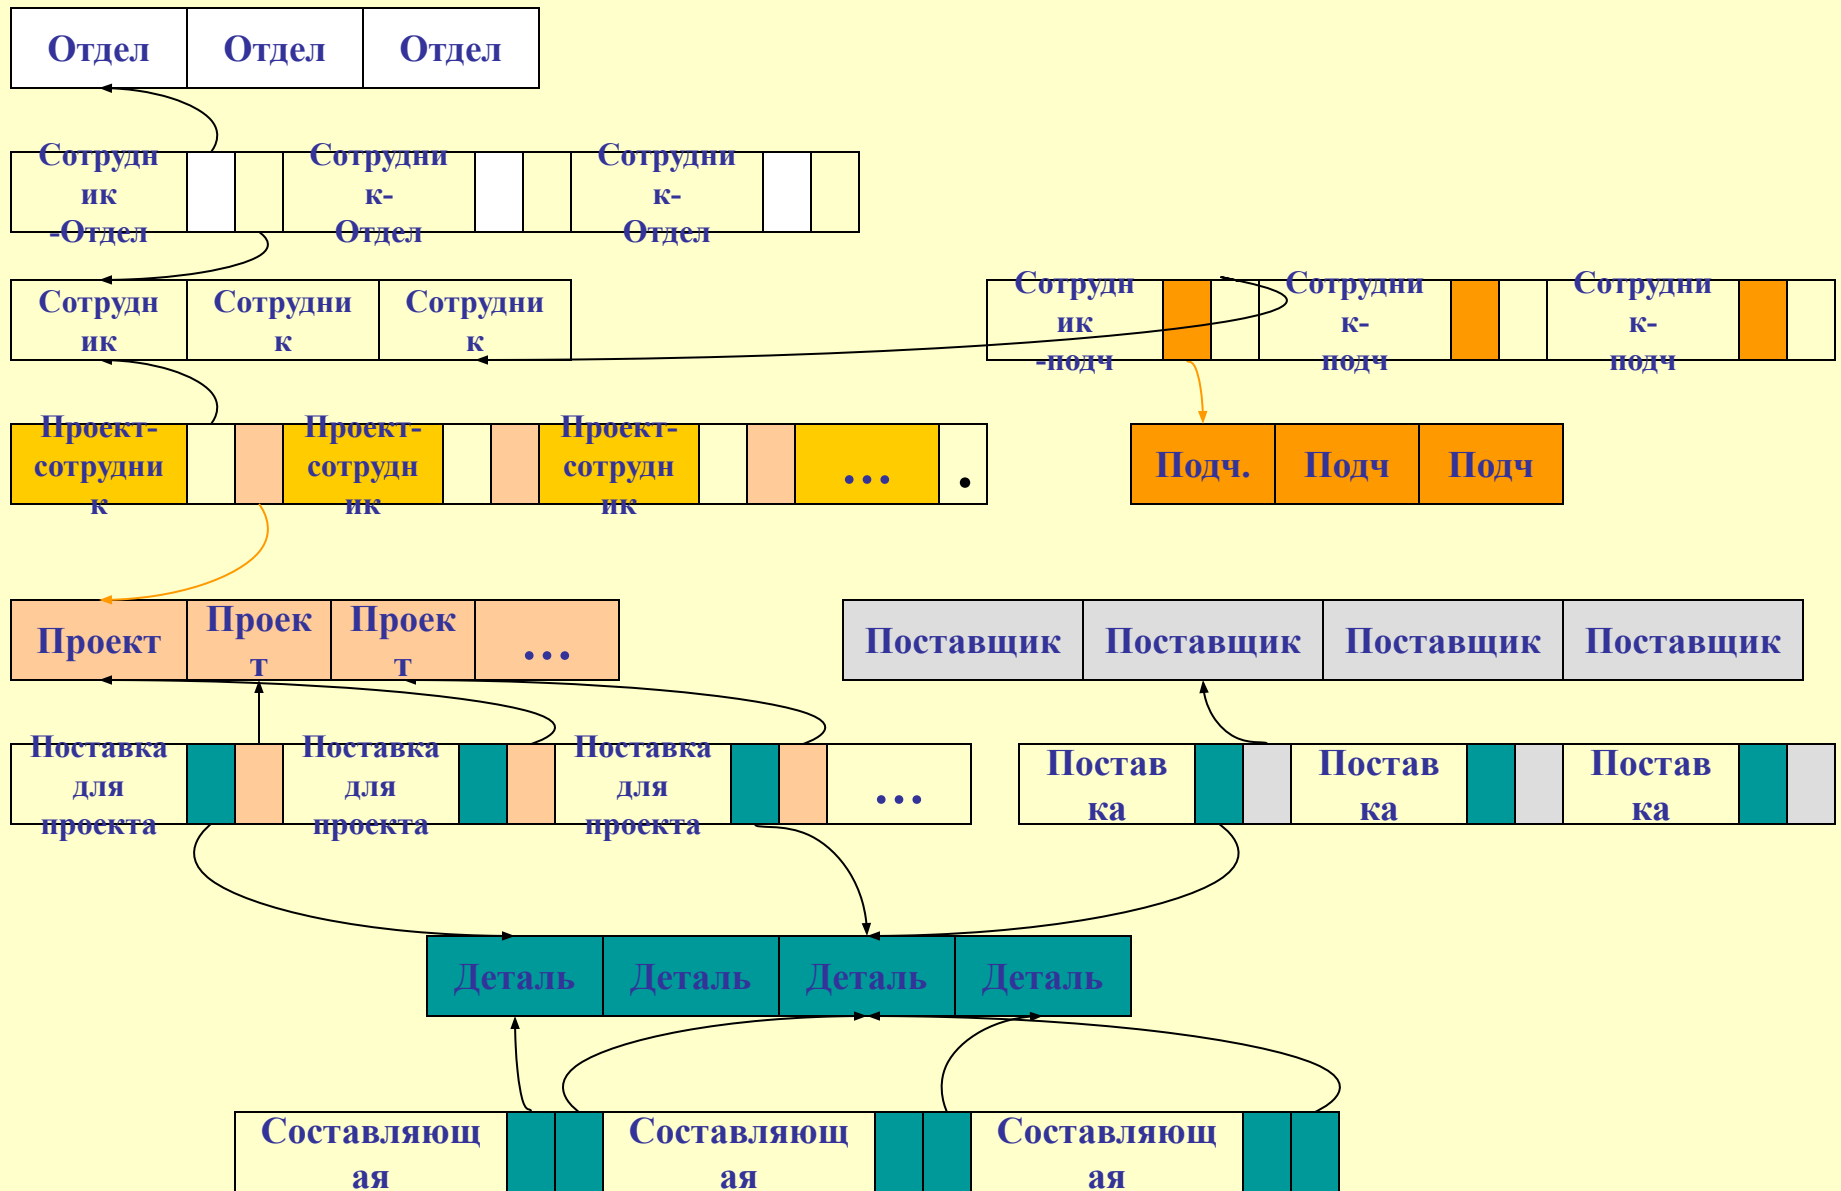 Отдел Отдел Отдел
Сотрудн
ик
-Отдел
Сотрудни
к-
Отдел
Сотрудни
к-
Отдел
Сотрудн
ик
Сотрудни
к
Сотрудни
к
Сотрудн
ик
-подч
Сотрудни
к-
подч
Сотрудни
к-
подч
Проект-
сотрудни
к
Проект-
сотрудн
ик
Проект-
сотрудн
ик
…
.
Подч. Подч Подч
Проект
Проек
т
Проек
т
…
Поставщик Поставщик Поставщик Поставщик
Поставка
для
проекта
Поставка
для
проекта
Поставка
для
проекта
…
Постав
ка
Постав
ка
Постав
ка
Деталь Деталь Деталь Деталь
Составляющ
ая
Составляющ
ая
Составляющ
ая